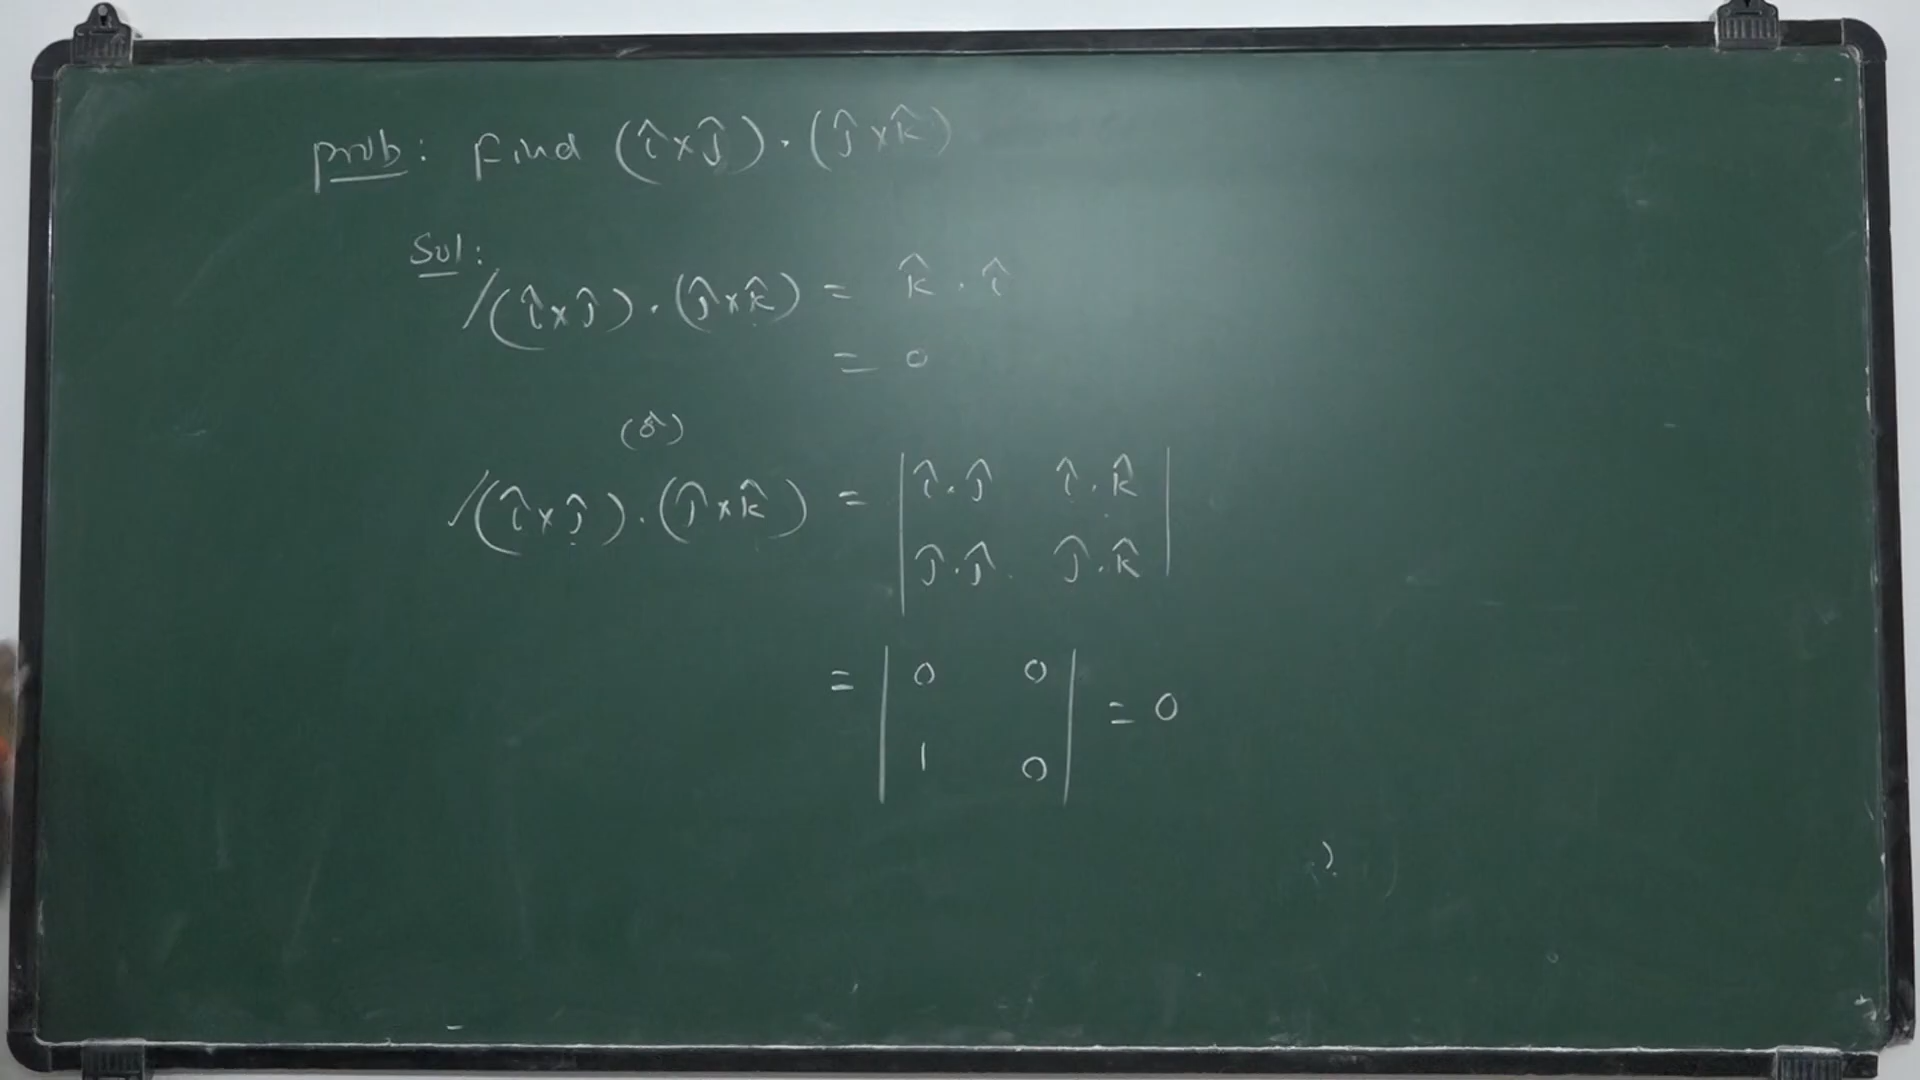 prob: Find (î×ĵ).(ĵ×k̂)
Sol:
(î×ĵ).(ĵ×k̂) = k̂.î
= 0
(or)
(î×ĵ).(ĵ×k̂) = | î.ĵ î.k̂ |
| ĵ.ĵ ĵ.k̂ |
= | 0 0 | = 0
| 1 0 |